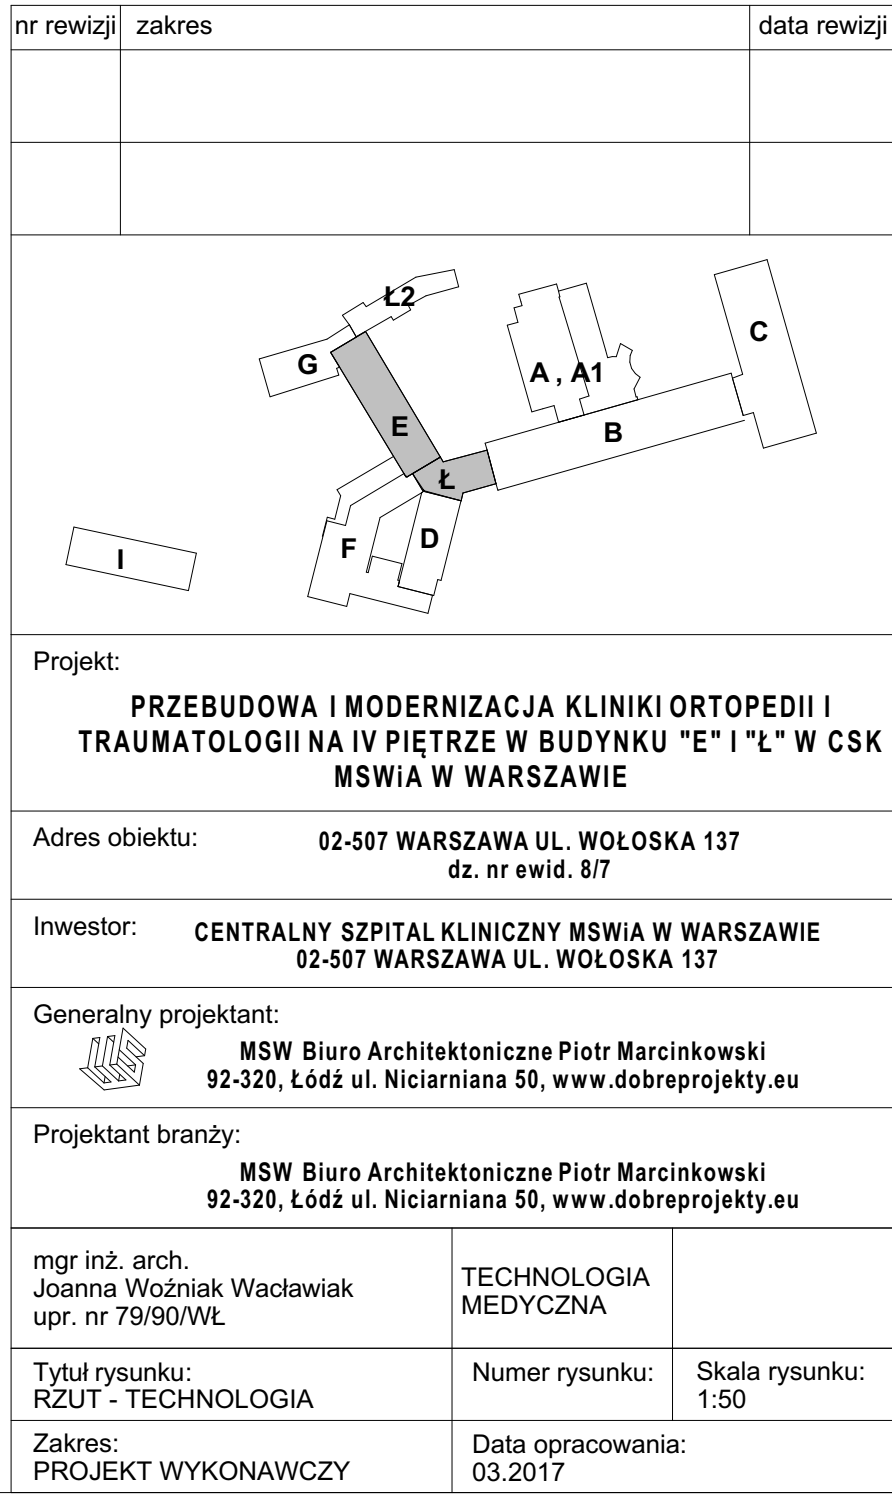 nr rewizji zakres data rewizji
Ł2
G
A , A1
C
E
B
Ł
I
F
D
Projekt:
PRZEBUDOWA I MODERNIZACJA KLINIKI ORTOPEDII I
TRAUMATOLOGII NA IV PIĘTRZE W BUDYNKU "E" I "Ł" W CSK
MSWiA W WARSZAWIE
Adres obiektu:
02-507 WARSZAWA UL. WOŁOSKA 137
dz. nr ewid. 8/7
Inwestor:
CENTRALNY SZPITAL KLINICZNY MSWiA W WARSZAWIE
02-507 WARSZAWA UL. WOŁOSKA 137
Generalny projektant:
MSW Biuro Architektoniczne Piotr Marcinkowski
92-320, Łódź ul. Niciarniana 50, www.dobreprojekty.eu
Projektant branży:
MSW Biuro Architektoniczne Piotr Marcinkowski
92-320, Łódź ul. Niciarniana 50, www.dobreprojekty.eu
mgr inż. arch.
Joanna Woźniak Wacławiak
upr. nr 79/90/WŁ
TECHNOLOGIA
MEDYCZNA
Tytuł rysunku:
RZUT - TECHNOLOGIA
Numer rysunku:
Skala rysunku:
1:50
Zakres:
PROJEKT WYKONAWCZY
Data opracowania:
03.2017